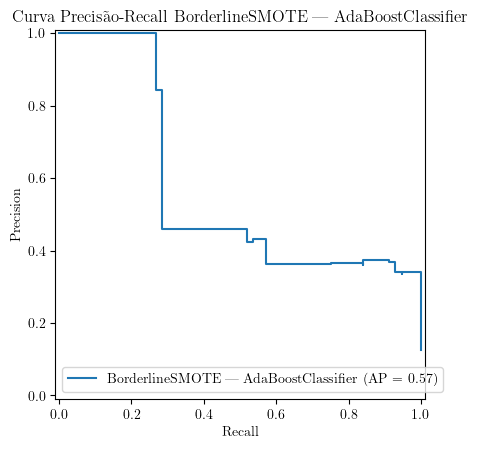 Curva Precisão-Recall BorderlineSMOTE — AdaBoostClassifier
1.0
0.8
0.6
0.4
0.2
0.0
Precision
BorderlineSMOTE — AdaBoostClassifier (AP = 0.57)
0.0 0.2 0.4 0.6 0.8 1.0
Recall